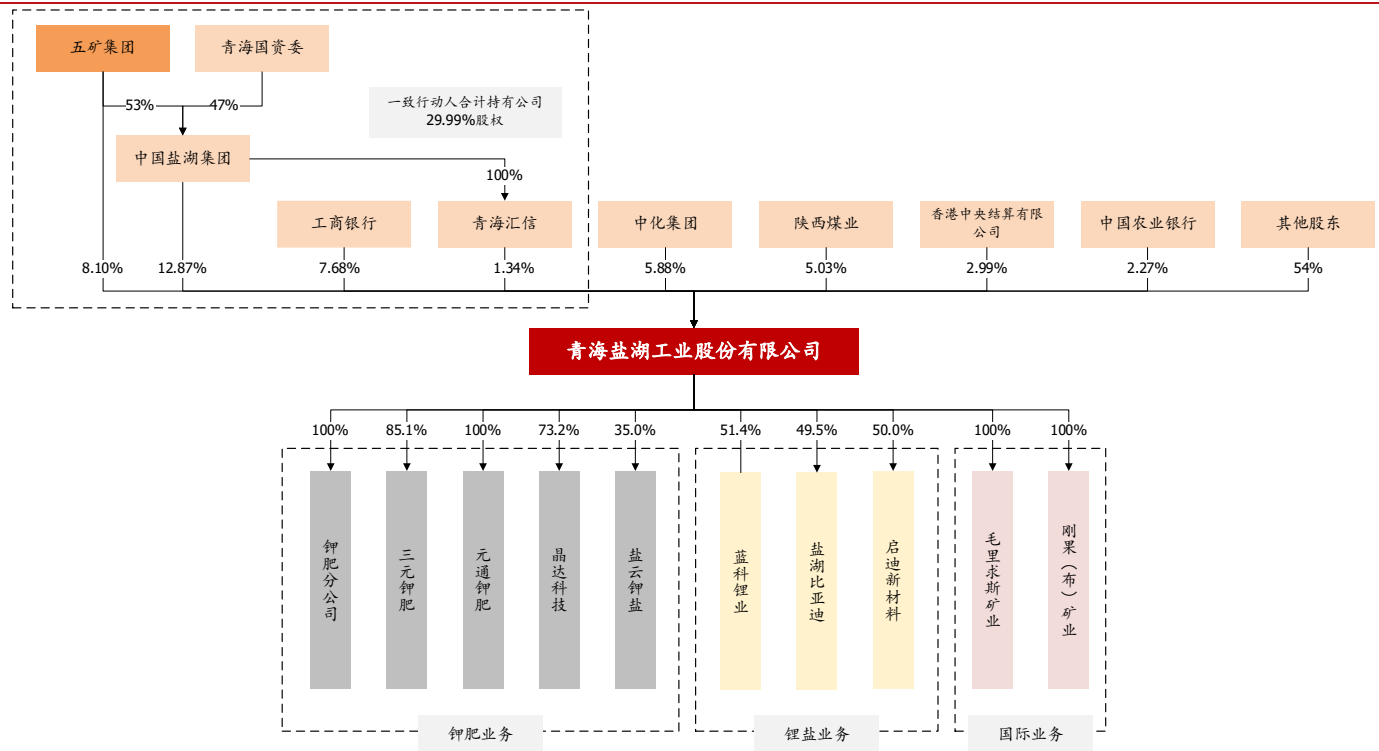 五矿集团
青海国资委
53%
47%
一致行动人合计持有公司
29.99%股权
中国盐湖集团
100%
工商银行
青海汇信
中化集团
陕西煤业
香港中央结算有限
公司
中国农业银行
其他股东
8.10%
12.87%
7.68%
1.34%
5.88%
5.03%
2.99%
2.27%
54%
青海盐湖工业股份有限公司
100%
85.1%
100%
73.2%
35.0%
51.4%
49.5%
50.0%
100%
100%
钾肥分公司
三元钾肥
元通钾肥
晶达科技
盐云钾盐
蓝科锂业
盐湖比亚迪
启迪新材料
毛里求斯矿业
刚果（布）矿业
钾肥业务
锂盐业务
国际业务